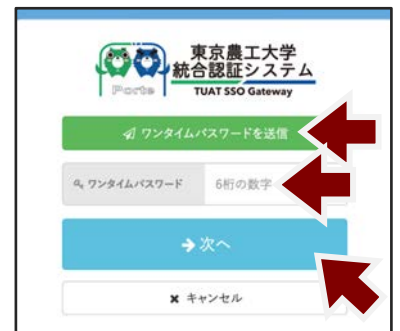 東京農工大学
統合認証システム
Porte
TUAT SSO Gateway
ワンタイムパスワードを送信
ワンタイムパスワード 6桁の数字
次へ
キャンセル